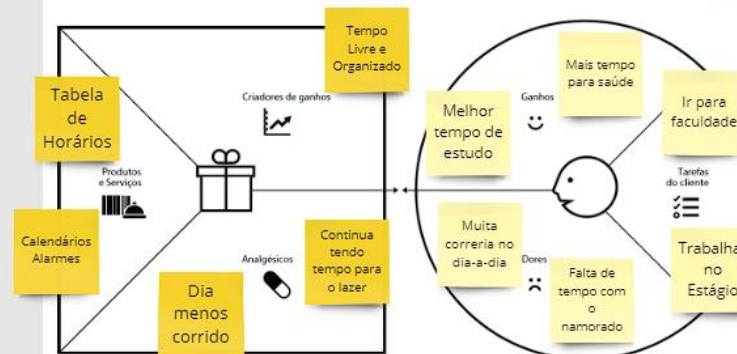 Tempo
Livre e
Organizado
Tabela
de
Horários
Criadores de ganhos
Produtos
e Serviços
Calendários
Alarmes
Analgésicos
Continua
tendo
tempo para
o lazer
Dia
menos
corrido
Mais tempo
para saúde
Ganhos
Melhor
tempo de
estudo
Ir para
faculdade
Tarefas
do cliente
Muita
correria no
dia-a-dia
Dores
Falta de
tempo com
o
namorado
Trabalha
no
Estágio